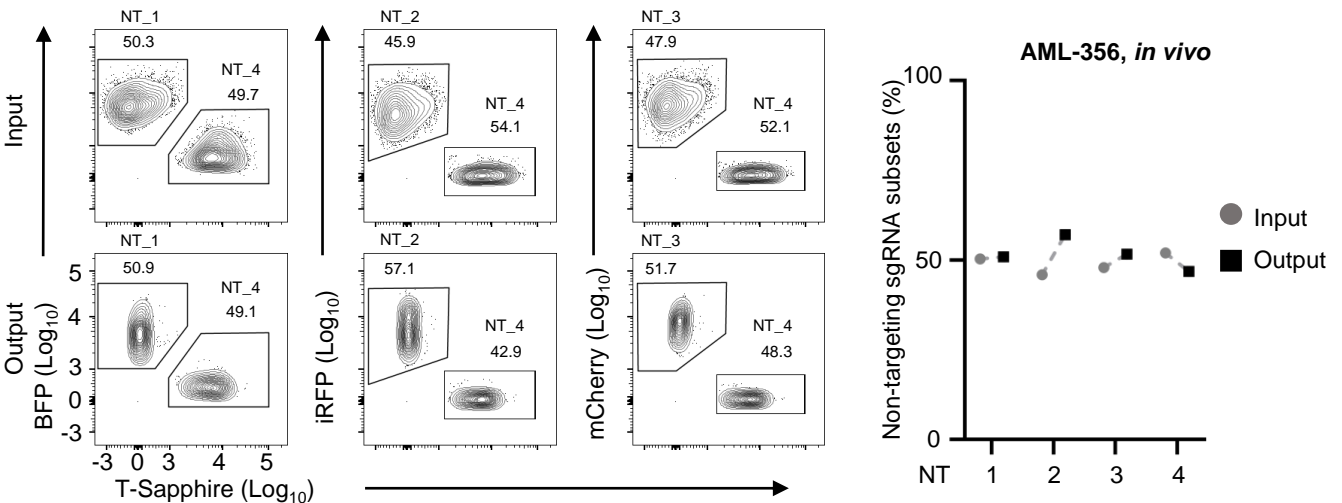 NT_1
50.3
NT_4
49.7
NT_2
45.9
NT_4
54.1
NT_3
47.9
NT_4
52.1
Input
NT_1
50.9
NT_4
49.1
NT_2
57.1
NT_4
42.9
NT_3
51.7
NT_4
48.3
Output
BFP (Log10)
5
4
3
0
-3
iRFP (Log10)
mCherry (Log10)
-3 0 3 4 5
T-Sapphire (Log10)
AML-356, in vivo
Non-targeting sgRNA subsets (%)
100
50
0
NT 1 2 3 4
Input
Output